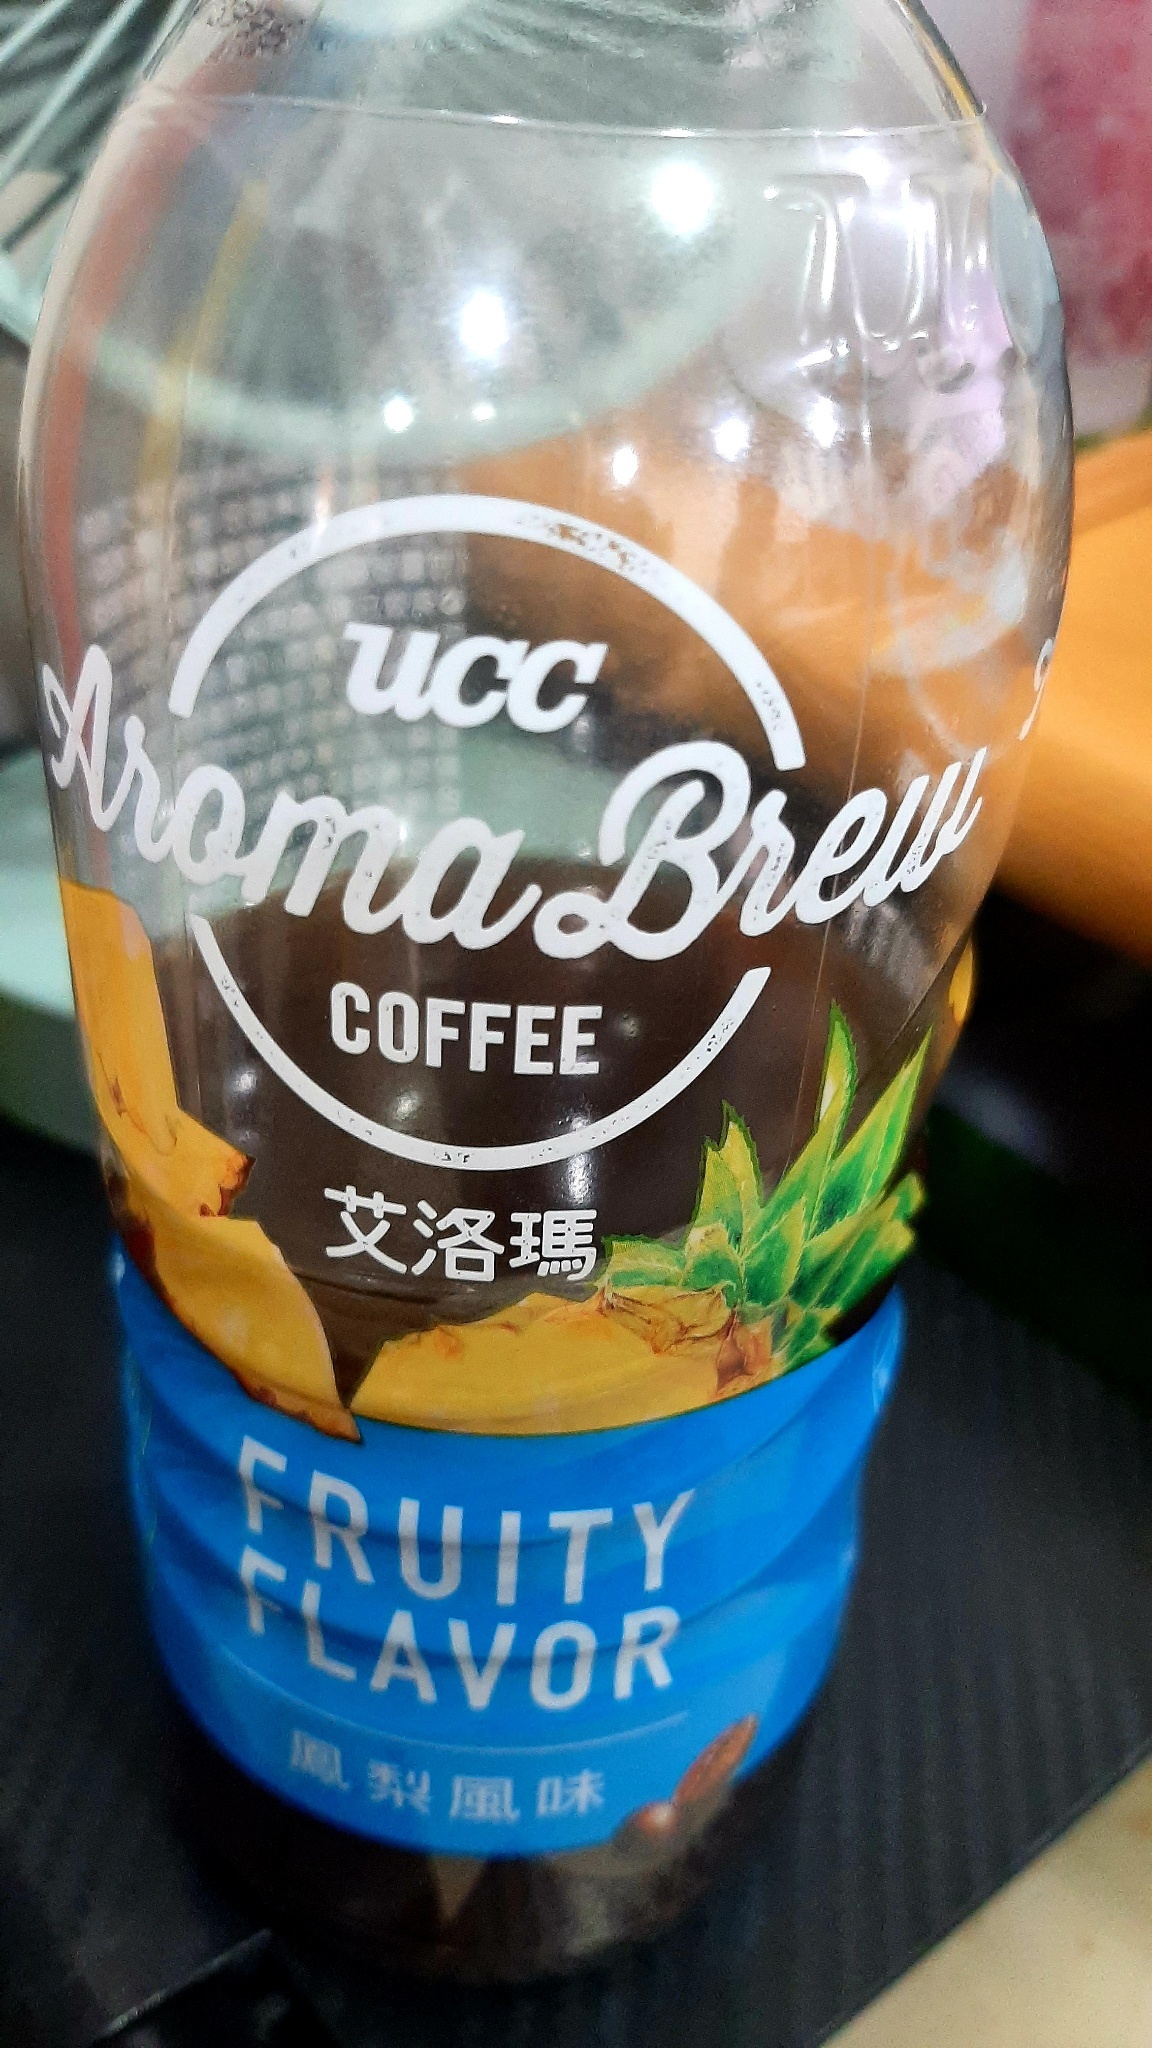 ucc
Aroma Brew
COFFEE
艾洛瑪
FRUITY
FLAVOR
鳳梨風味